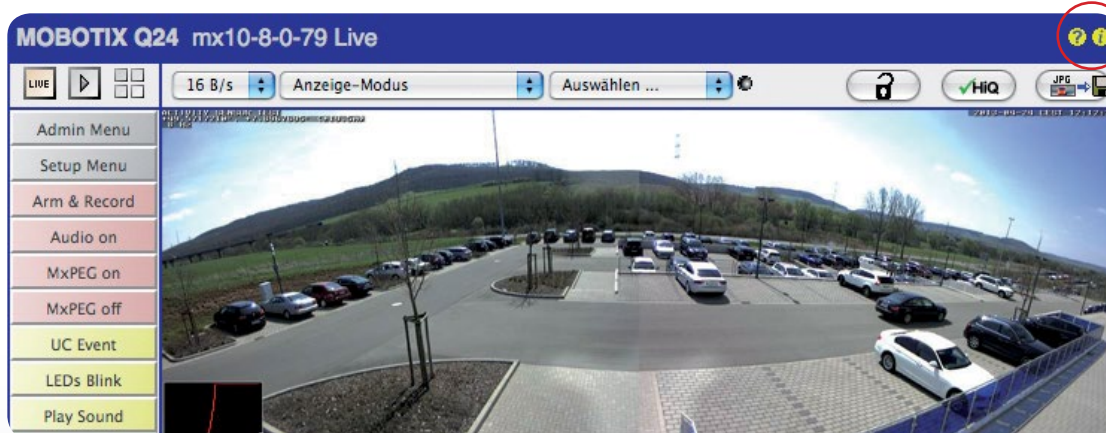 MOBOTIX Q24 mx10-8-0-79 Live
? i
LIVE
16 B/s
Anzeige-Modus
Auswählen ...
HiQ
JPG
Admin Menu
Setup Menu
Arm & Record
Audio on
MxPEG on
MxPEG off
UC Event
LEDs Blink
Play Sound